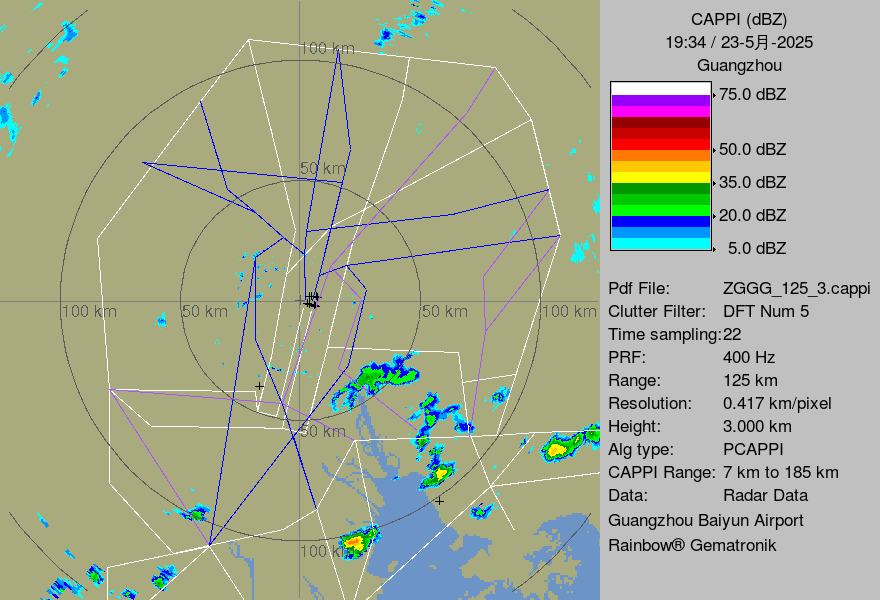 CAPPI (dBZ)
19:34 / 23-5月-2025
Guangzhou
75.0 dBZ
50.0 dBZ
35.0 dBZ
20.0 dBZ
5.0 dBZ
Pdf File: ZGGG_125_3.cappi
Clutter Filter: DFT Num 5
Time sampling:22
PRF: 400 Hz
Range: 125 km
Resolution: 0.417 km/pixel
Height: 3.000 km
Alg type: PCAPPI
CAPPI Range: 7 km to 185 km
Data: Radar Data
Guangzhou Baiyun Airport
Rainbow® Gematronik
100 km
50 km
100 km 50 km 50 km 100 km
50 km
100 km